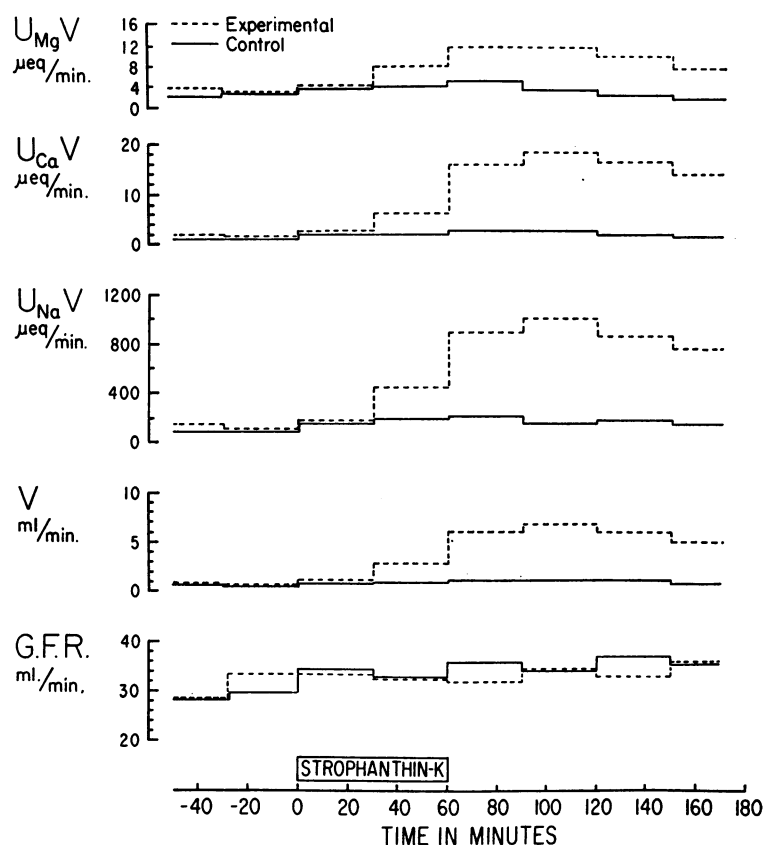 Experimental
Control
UMgV
μeq/min.
16
12
8
4
0
UCaV
μeq/min.
20
10
0
UNaV
μeq/min.
1200
800
400
0
V
ml/min.
10
5
0
G.F.R.
ml./min.
40
30
20
STROPHANTHIN-K
-40 -20 0 20 40 60 80 100 120 140 160 180
TIME IN MINUTES